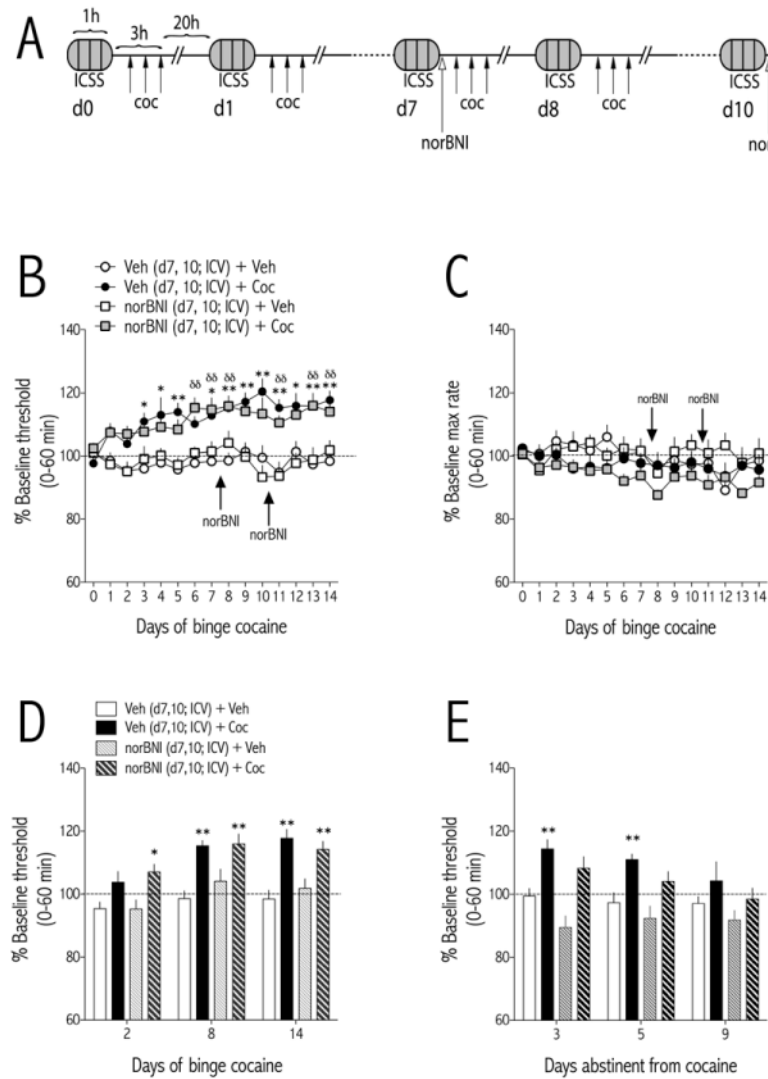 A
1h
3h
20h
ICSS
ICSS
ICSS
ICSS
ICSS
d0
coc
d1
coc
d7
coc
d8
coc
d10
norBNI
nor
B
Veh (d7, 10; ICV) + Veh
Veh (d7, 10; ICV) + Coc
norBNI (d7, 10; ICV) + Veh
norBNI (d7, 10; ICV) + Coc
% Baseline threshold
(0-60 min)
140
120
100
80
60
* * ** δδ δδ * δδ ** ** ** δδ ** * δδ ** δδ **
norBNI
norBNI
0 1 2 3 4 5 6 7 8 9 10 11 12 13 14
Days of binge cocaine
C
% Baseline max rate
(0-60 min)
140
120
100
80
60
norBNI
norBNI
0 1 2 3 4 5 6 7 8 9 10 11 12 13 14
Days of binge cocaine
D
Veh (d7,10; ICV) + Veh
Veh (d7,10; ICV) + Coc
norBNI (d7,10; ICV) + Veh
norBNI (d7,10; ICV) + Coc
% Baseline threshold
(0-60 min)
140
120
100
80
60
* ** ** ** **
2 8 14
Days of binge cocaine
E
% Baseline threshold
(0-60 min)
140
120
100
80
60
** **
3 5 9
Days abstinent from cocaine